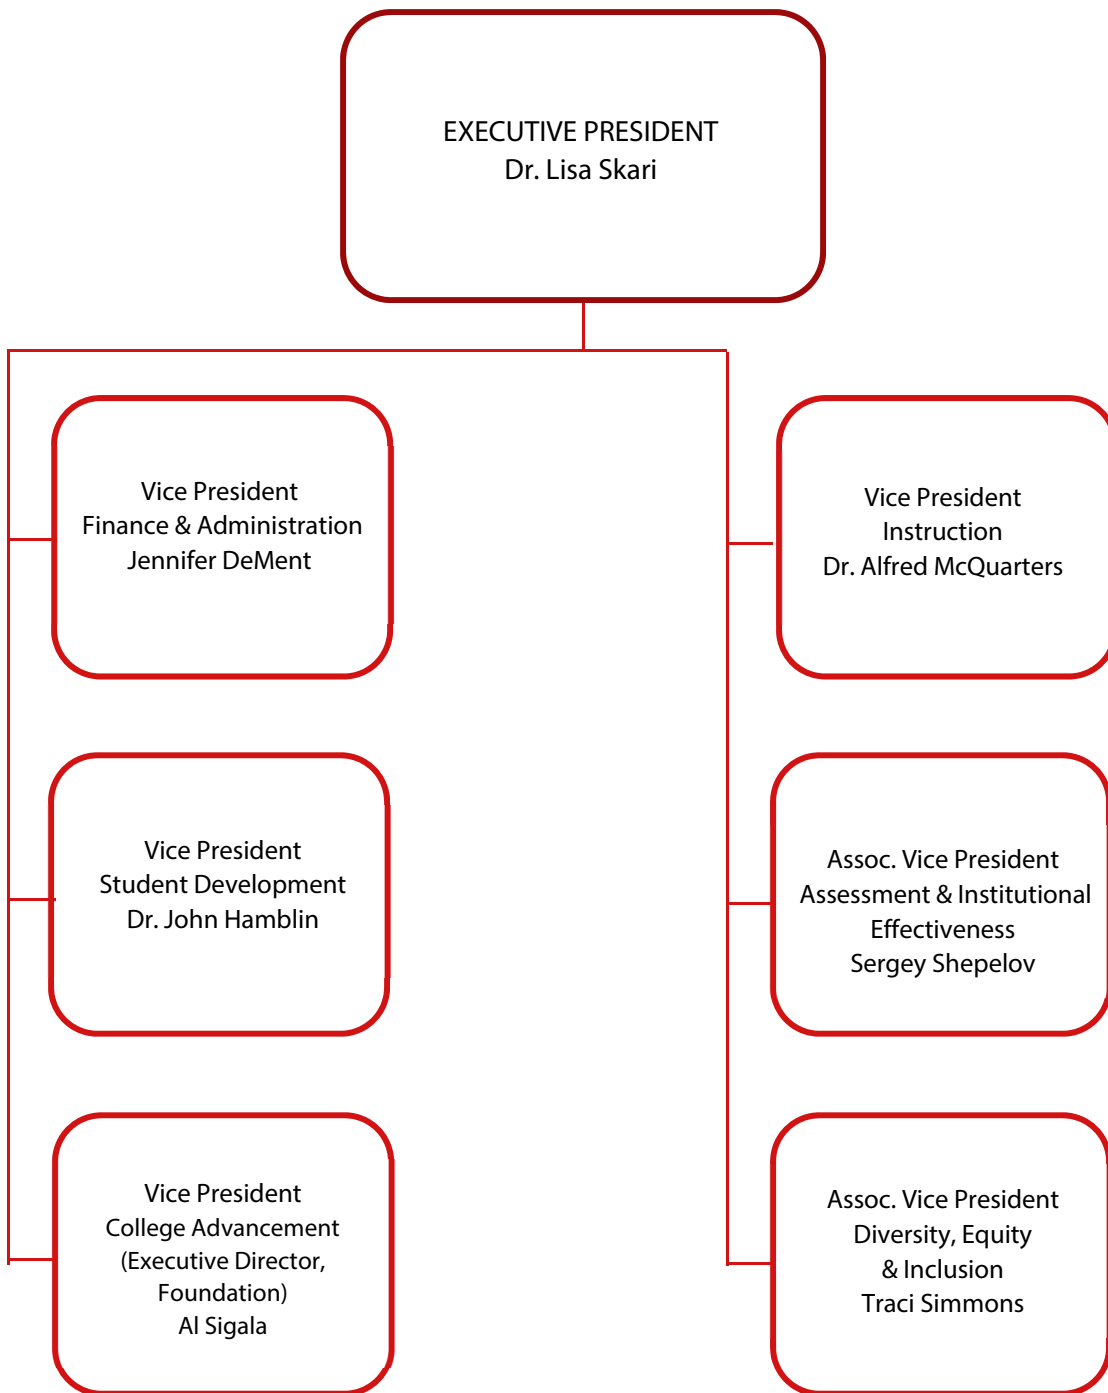 EXECUTIVE PRESIDENT
Dr. Lisa Skari
Vice President
Finance & Administration
Jennifer DeMent
Vice President
Instruction
Dr. Alfred McQuarters
Vice President
Student Development
Dr. John Hamblin
Assoc. Vice President
Assessment & Institutional
Effectiveness
Sergey Shepelov
Vice President
College Advancement
(Executive Director,
Foundation)
Al Sigala
Assoc. Vice President
Diversity, Equity
& Inclusion
Traci Simmons